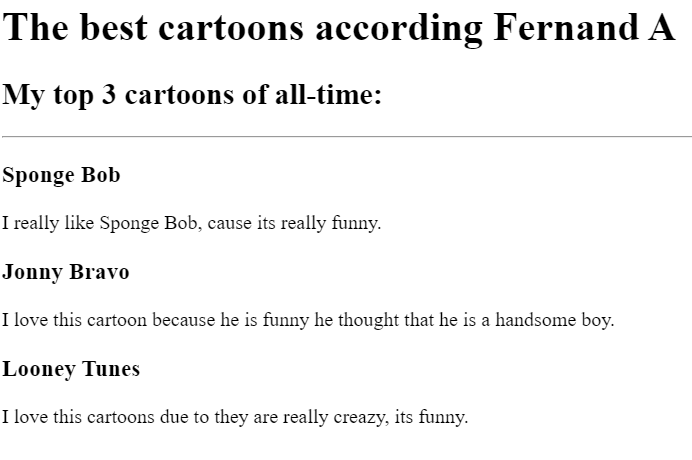 The best cartoons according Fernand A
My top 3 cartoons of all-time:
Sponge Bob
I really like Sponge Bob, cause its really funny.
Jonny Bravo
I love this cartoon because he is funny he thought that he is a handsome boy.
Looney Tunes
I love this cartoons due to they are really creazy, its funny.